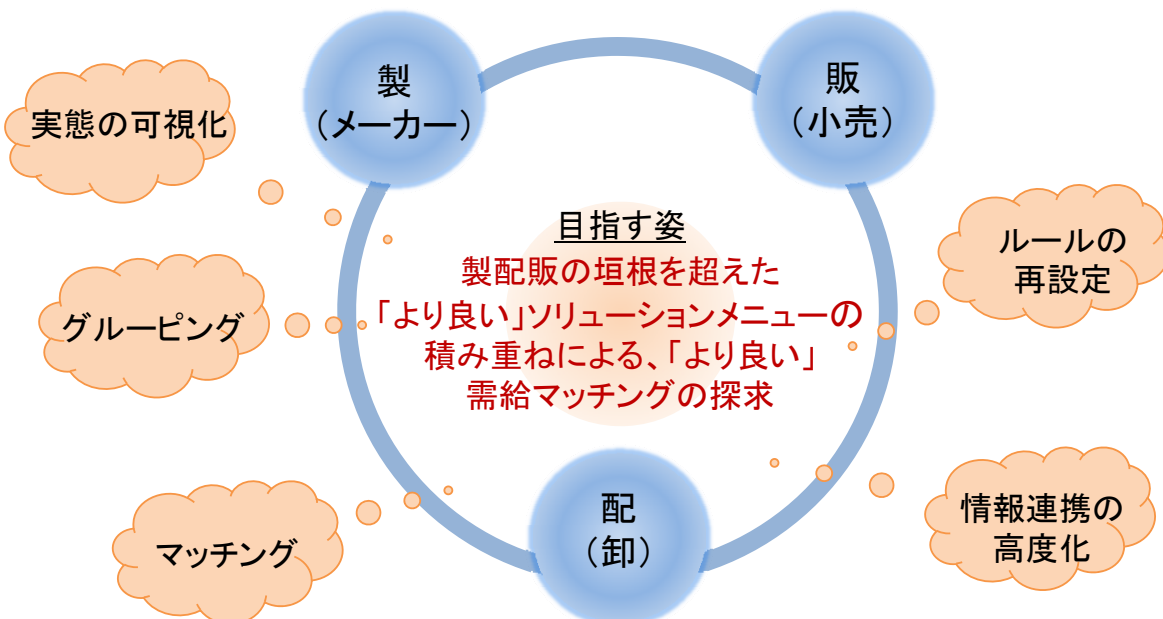 製
（メーカー）
販
（小売）
実態の可視化
目指す姿
製配販の垣根を超えた
「より良い」ソリューションメニューの
積み重ねによる、「より良い」
需給マッチングの探求
ルールの
再設定
グルーピング
マッチング
配
（卸）
情報連携の
高度化